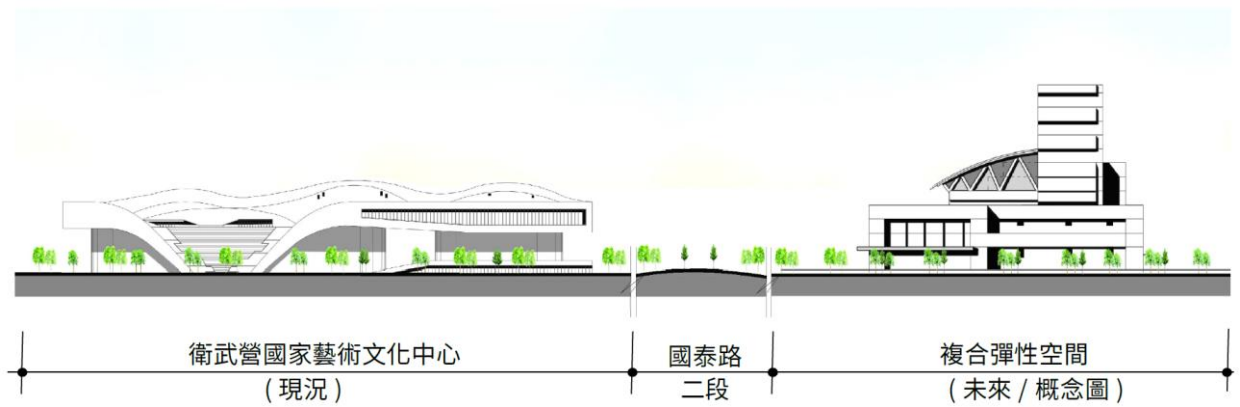 衛武營國家藝術文化中心
(現況)
國泰路
二段
複合彈性空間
(未來 / 概念圖)